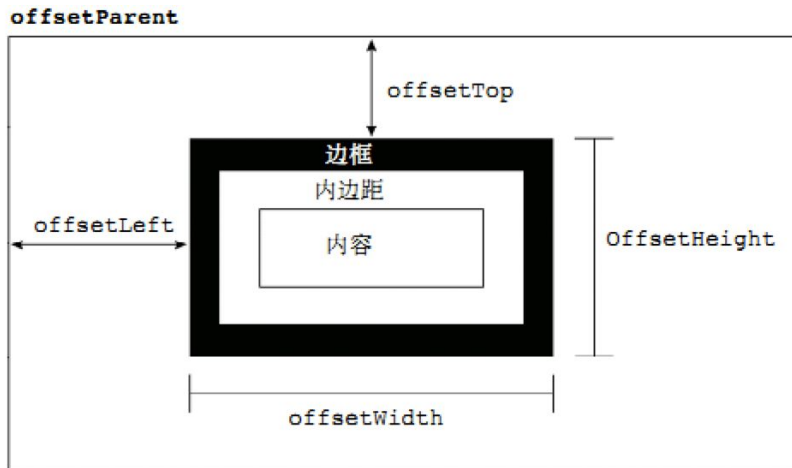 offsetParent
offsetTop
边框
内边距
offsetLeft
内容
OffsetHeight
offsetWidth